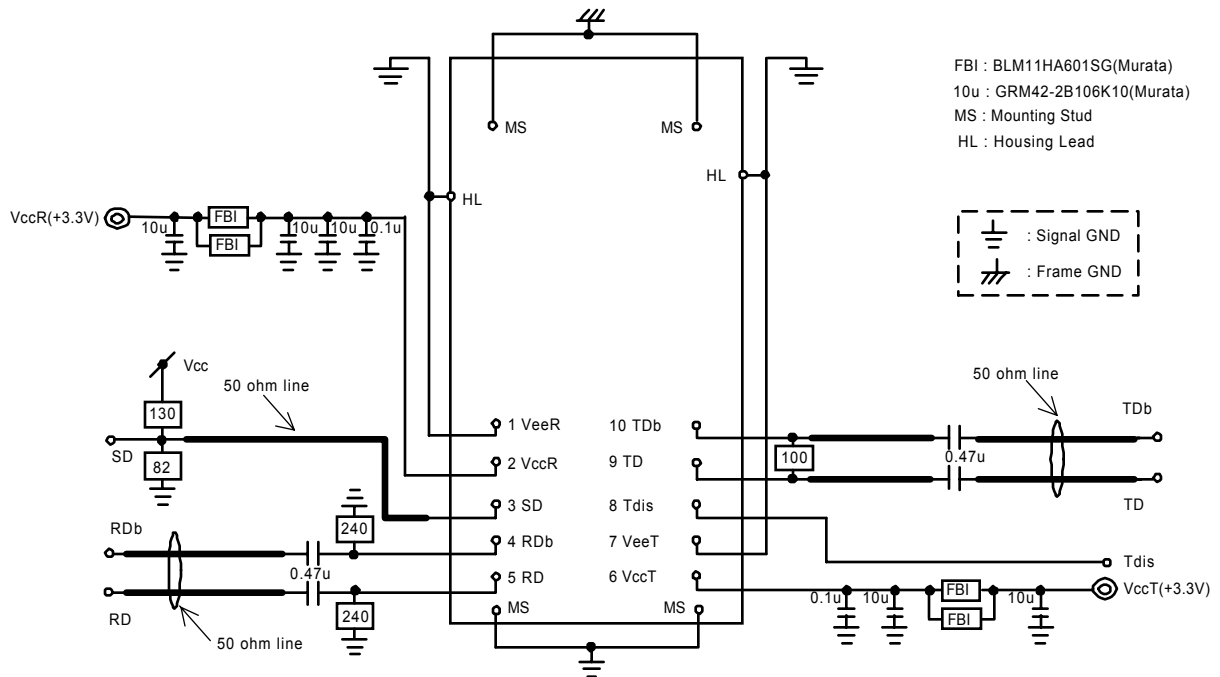 FBI : BLM11HA601SG(Murata)
10u : GRM42-2B106K10(Murata)
MS : Mounting Stud
HL : Housing Lead
: Signal GND
: Frame GND
MS
MS
HL
HL
VccR(+3.3V)
10u
FBI
FBI
10u
10u
0.1u
Vcc
50 ohm line
130
SD
82
RDb
240
0.47u
RD
240
50 ohm line
1 VeeR
2 VccR
3 SD
4 RDb
5 RD
MS
10 TDb
9 TD
8 Tdis
7 VeeT
6 VccT
MS
50 ohm line
TDb
100
0.47u
TD
Tdis
0.1u
10u
FBI
FBI
10u
VccT(+3.3V)